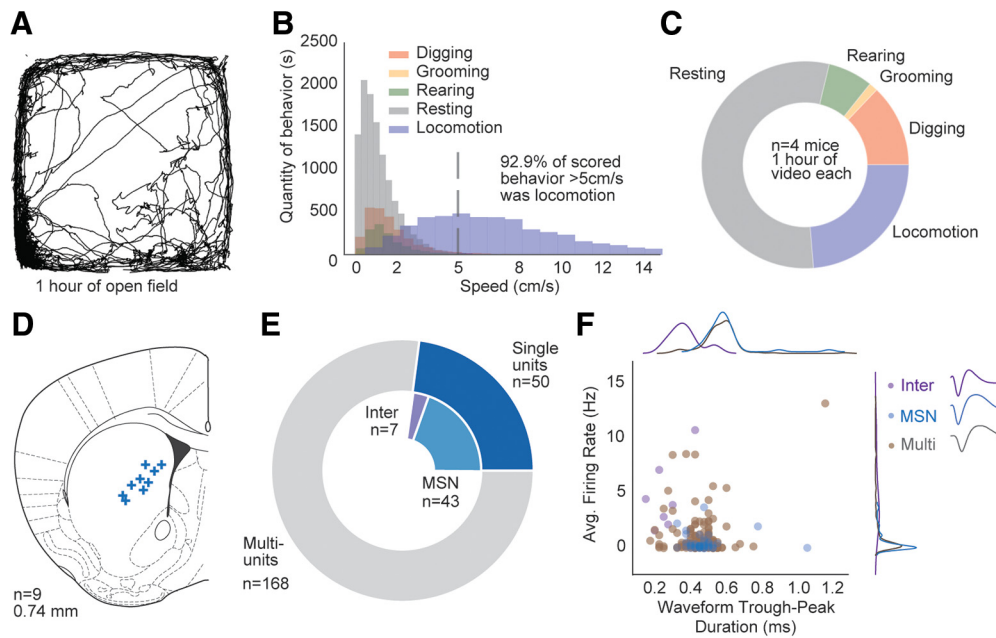 A
1 hour of open field
B
Quantity of behavior (s)
2500
2000
1500
1000
500
0
Digging
Grooming
Rearing
Resting
Locomotion
92.9% of scored
behavior >5cm/s
was locomotion
0 2 5 8 10 12 14
Speed (cm/s)
C
Resting
Rearing
Grooming
Digging
Locomotion
n=4 mice
1 hour of
video each
D
n=9
0.74 mm
E
Single
units
n=50
Inter
n=7
MSN
n=43
Multi-
units
n=168
F
Avg. Firing Rate (Hz)
15
10
5
0
0.2 0.4 0.6 0.8 1.0 1.2
Waveform Trough-Peak
Duration (ms)
Inter
MSN
Multi